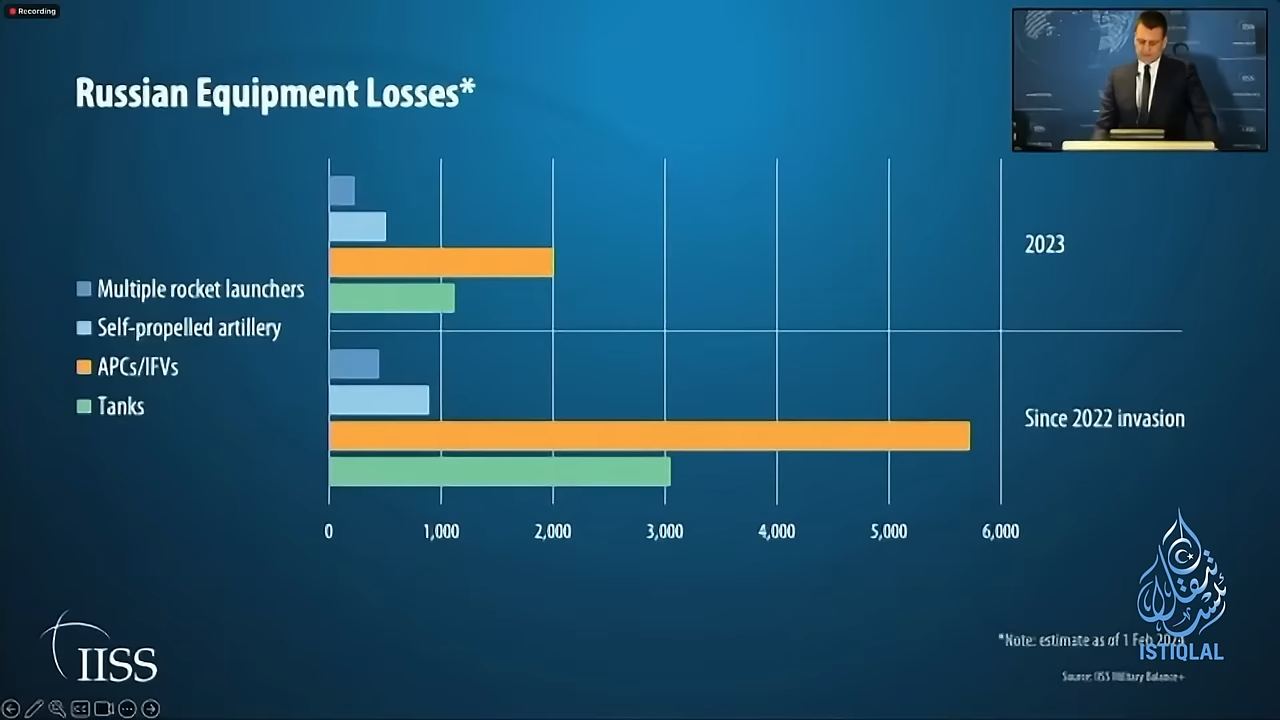 Recording
Russian Equipment Losses*
2023
Multiple rocket launchers
Self-propelled artillery
APCs/IFVs
Tanks
Since 2022 invasion
0 1,000 2,000 3,000 4,000 5,000 6,000
*Note: estimate as of 1 Feb
ISTIQLAL
IISS
Source: IISS Military Balance+